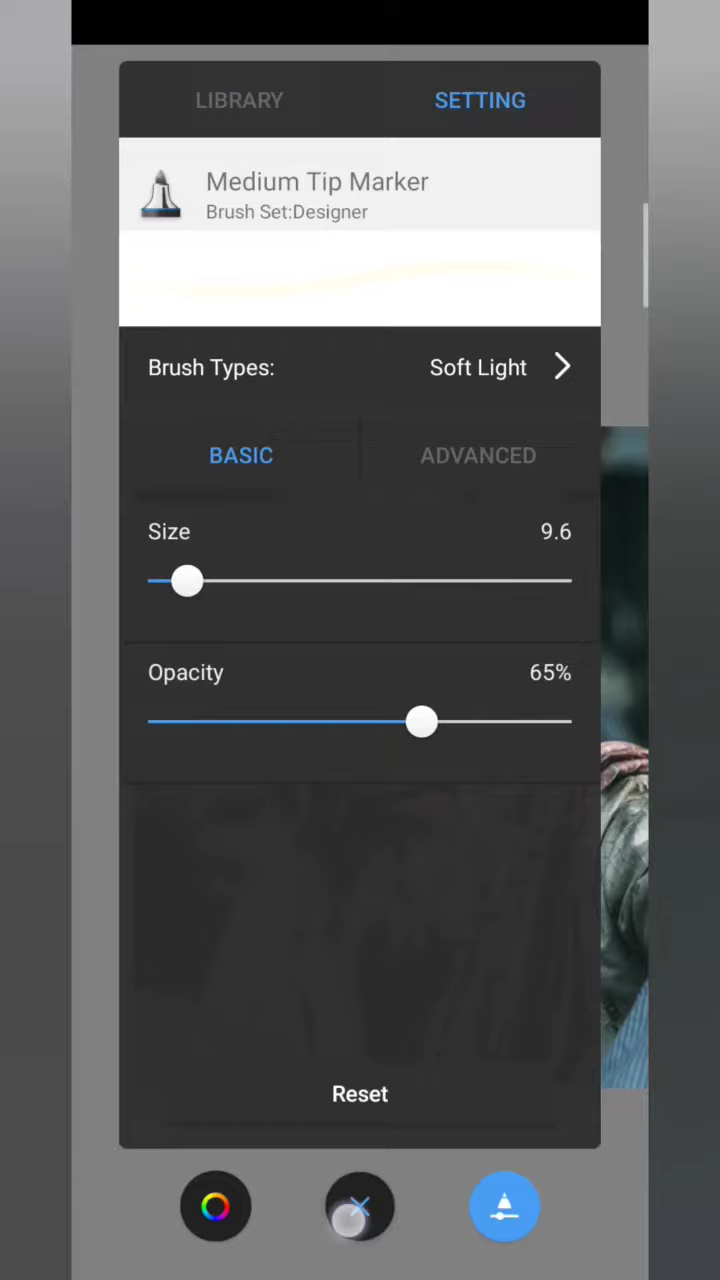 LIBRARY
SETTING
Medium Tip Marker
Brush Set:Designer
Brush Types:
Soft Light
BASIC
ADVANCED
Size
9.6
Opacity
65%
Reset